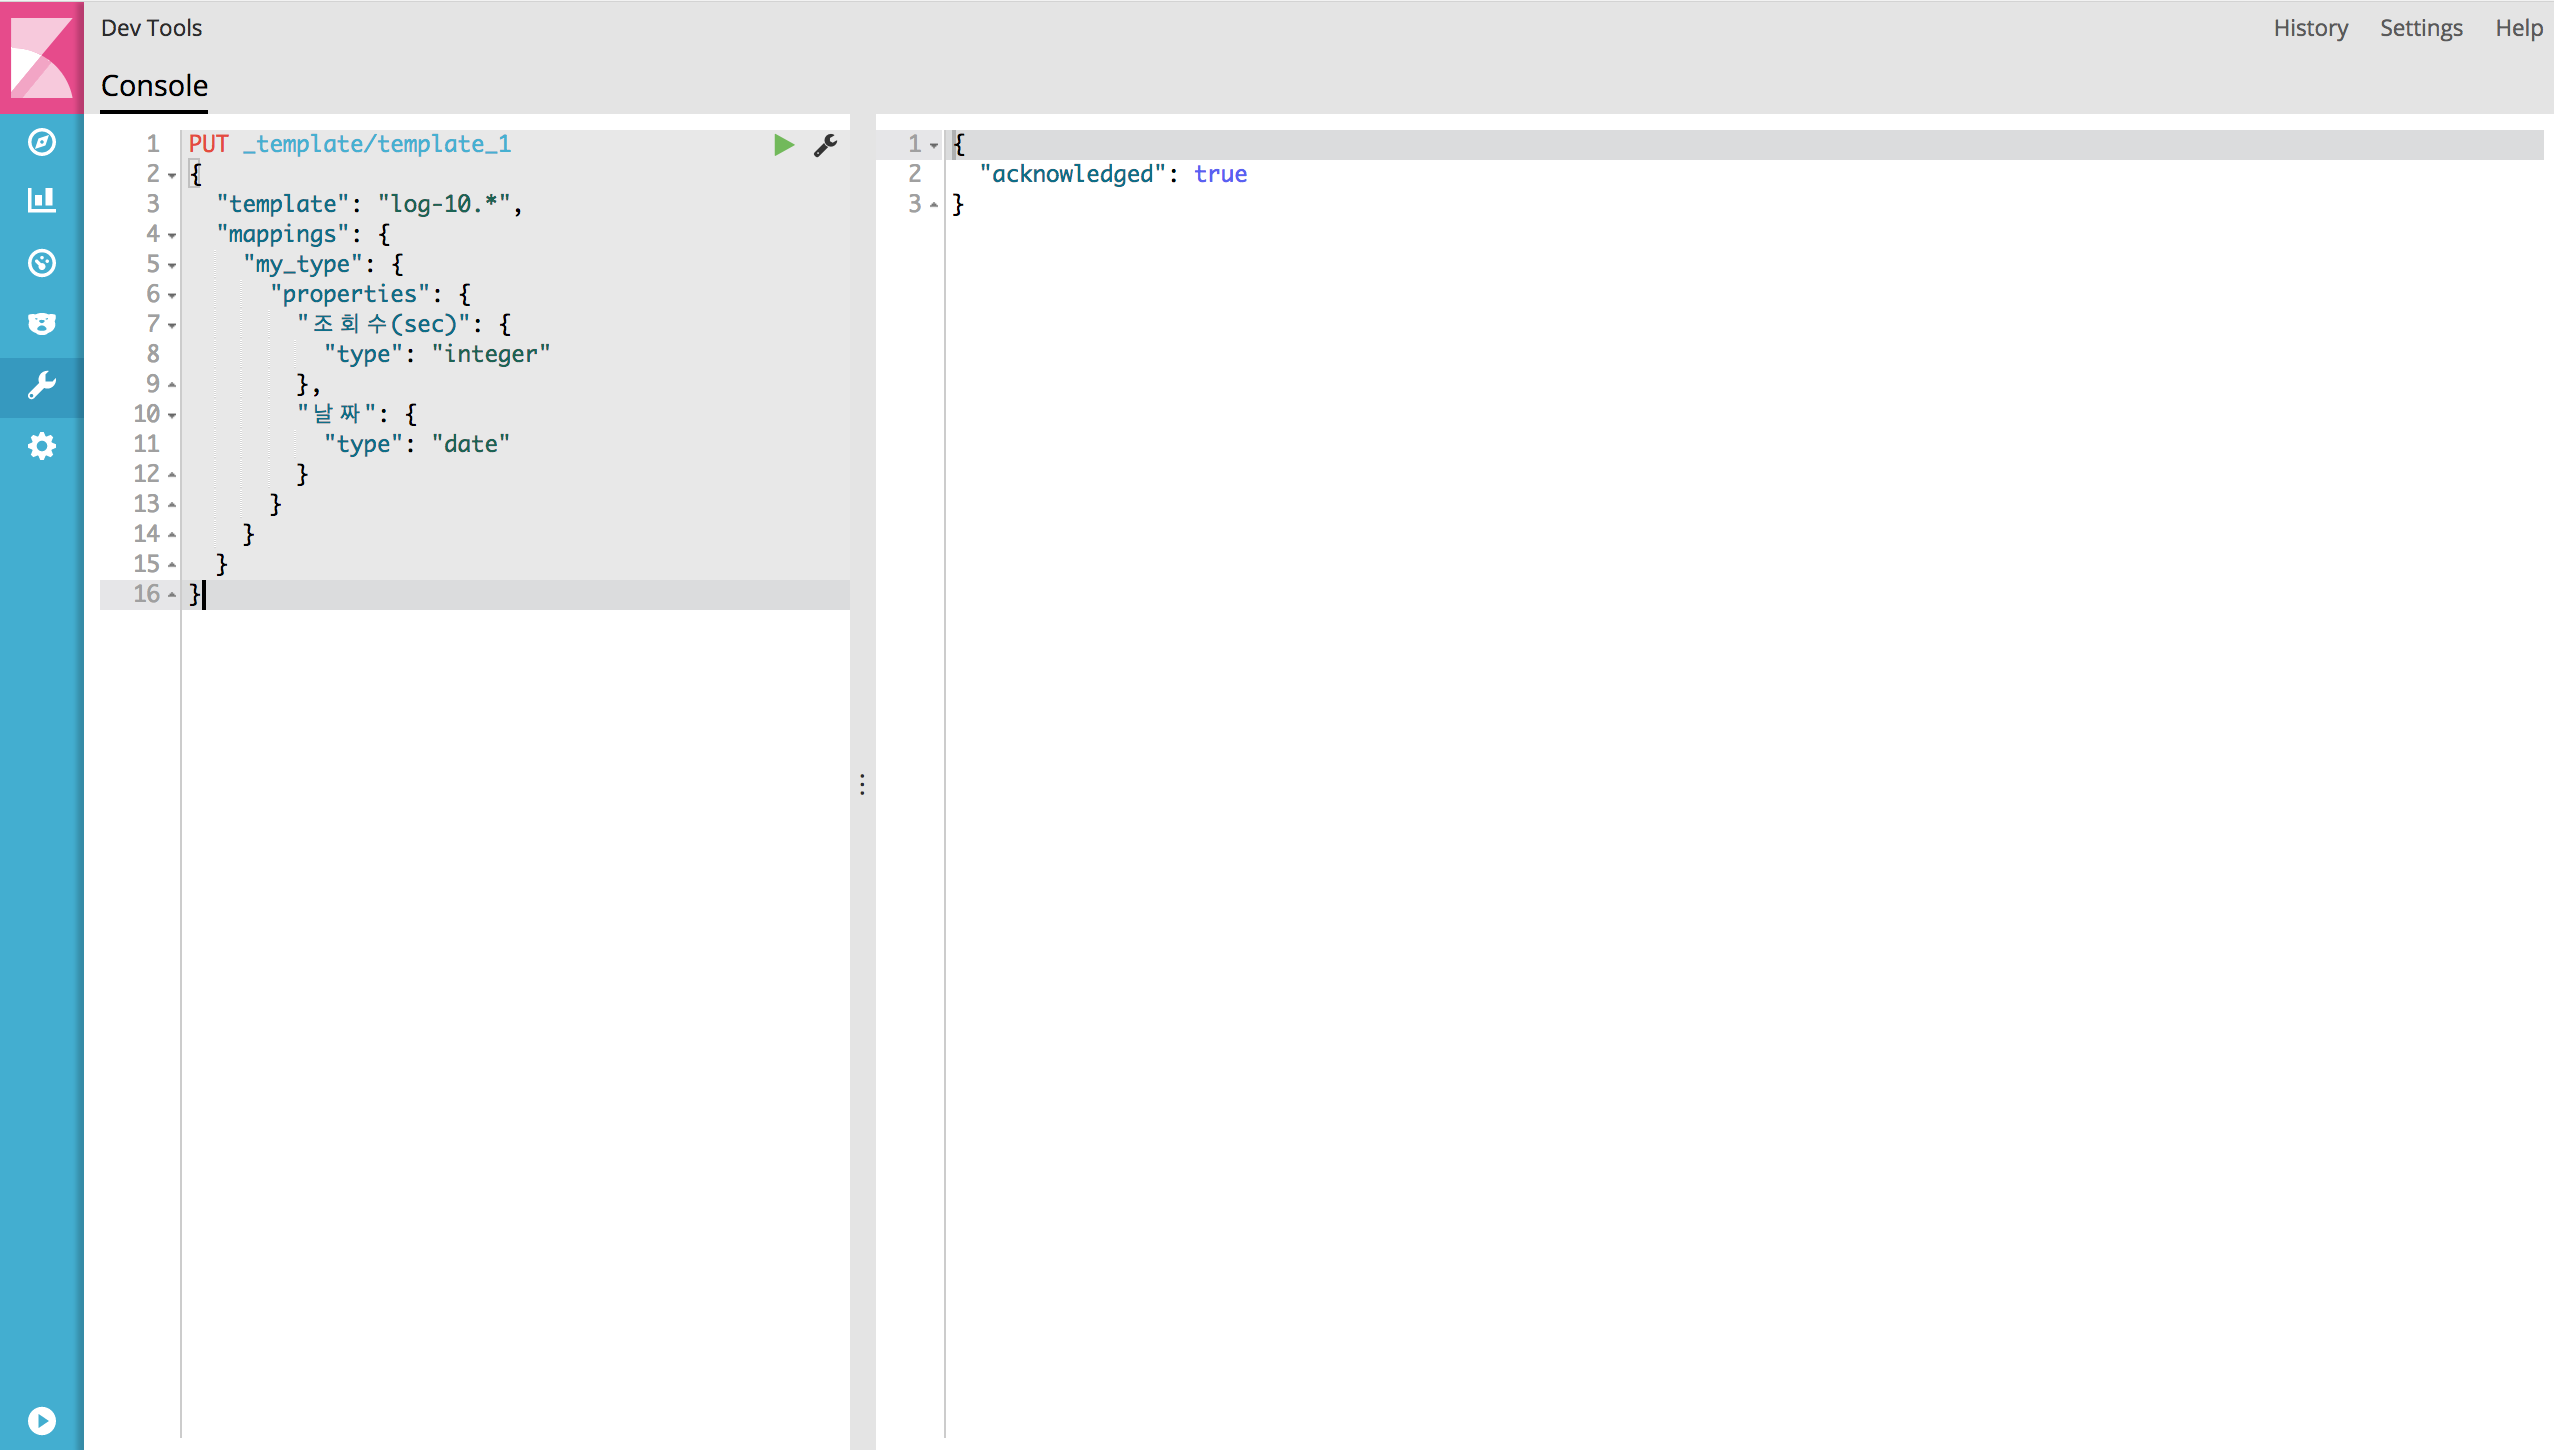 Dev Tools
History Settings Help
Console
1 PUT _template/template_1
2 {
3 "template": "log-10.*",
4 "mappings": {
5 "my_type": {
6 "properties": {
7 "조회수(sec)": {
8 "type": "integer"
9 },
10 "날짜": {
11 "type": "date"
12 }
13 }
14 }
15 }
16 }
1 {
2 "acknowledged": true
3 }